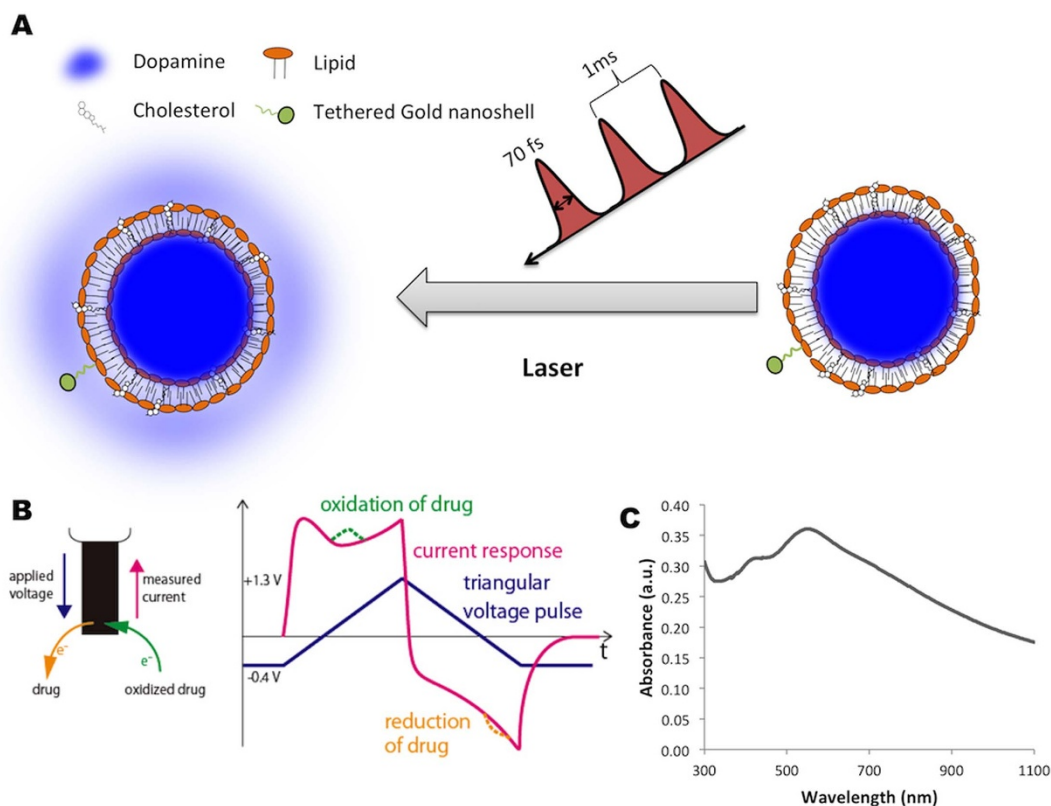 A
Dopamine
Lipid
Cholesterol
Tethered Gold nanoshell
1ms
70 fs
Laser
B
applied
voltage
measured
current
e⁻
e⁻
drug
oxidized drug
oxidation of drug
current response
+1.3 V
triangular
voltage pulse
t
-0.4 V
reduction
of drug
C
Absorbance (a.u.)
0.40
0.35
0.30
0.25
0.20
0.15
0.10
0.05
0.00
300
500
700
900
1100
Wavelength (nm)